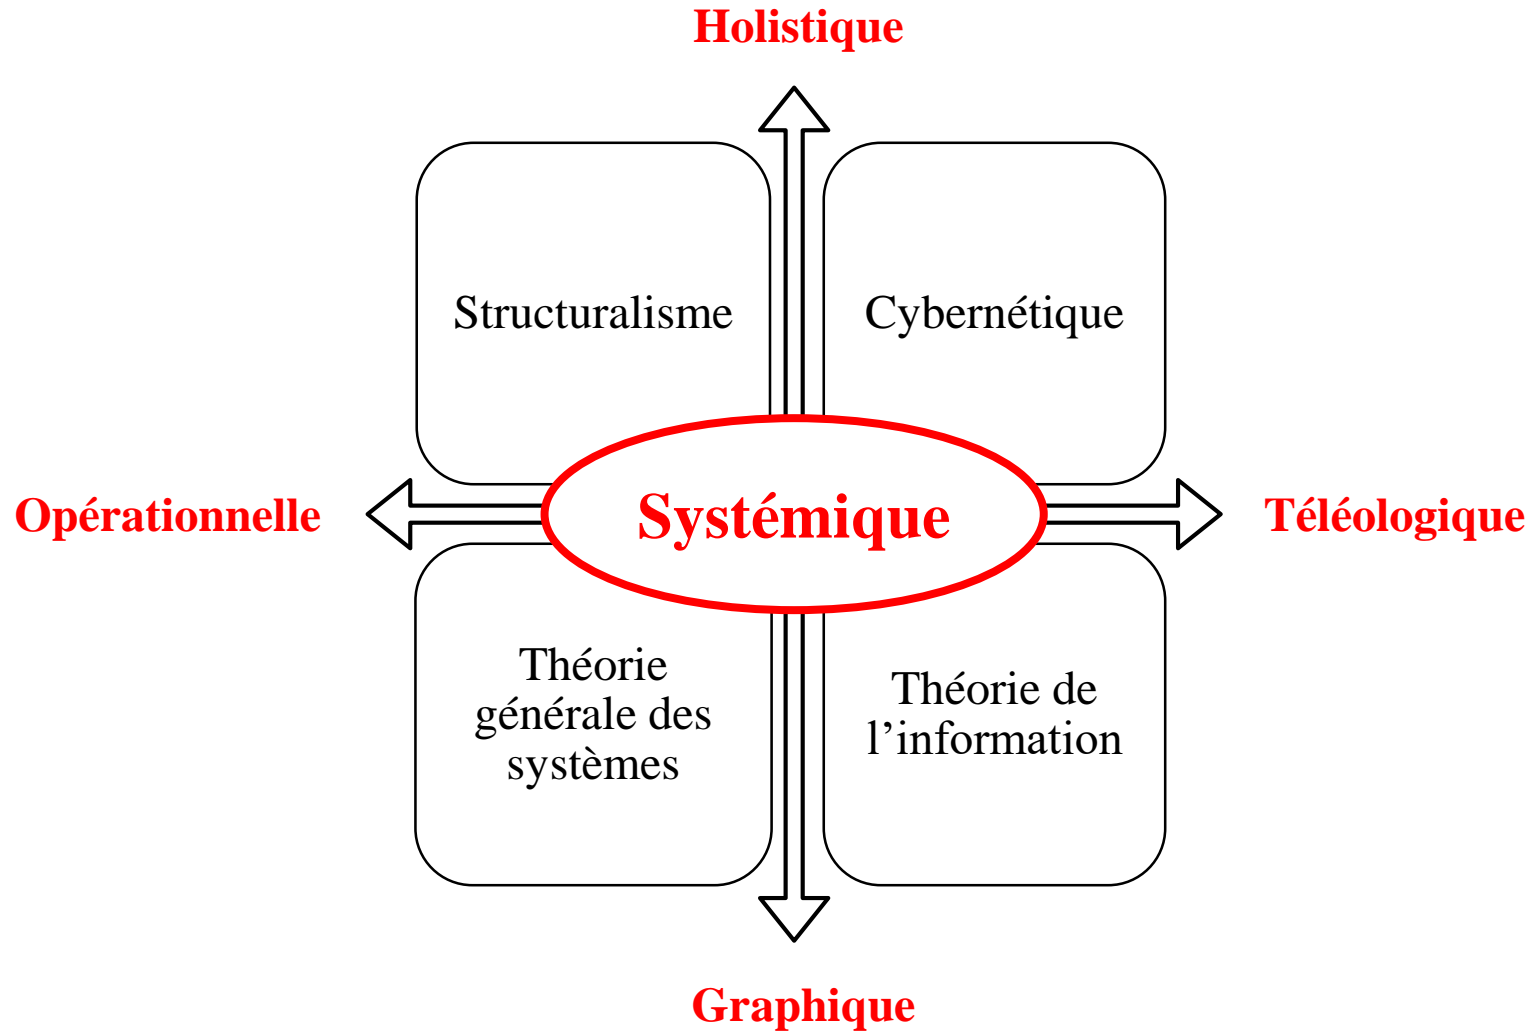 Holistique
Structuralisme
Cybernétique
Opérationnelle
Systémique
Téléologique
Théorie
générale des
systèmes
Théorie de
l’information
Graphique